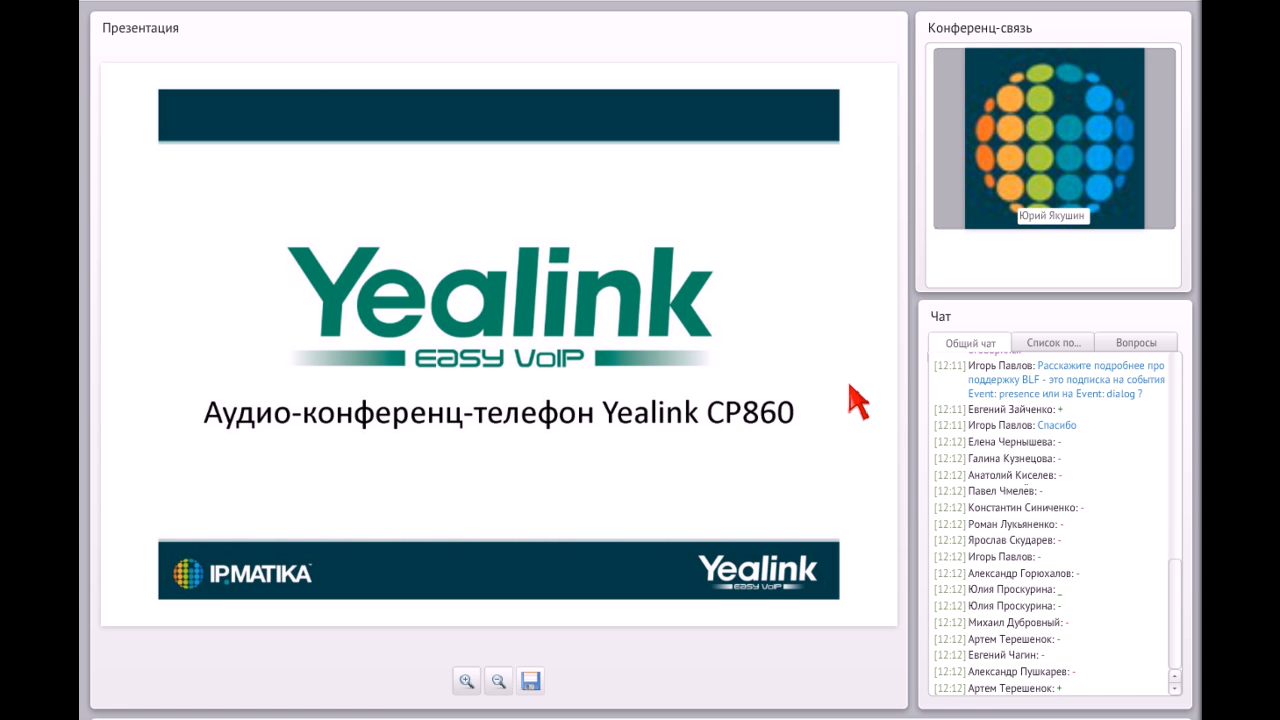 Презентация
Yealink
EASY VoIP
Аудио-конференц-телефон Yealink CP860
IPMATIKA
Yealink
EASY VoIP
Конференц-связь
Юрий Якушин
Чат
Общий чат
Список по...
Вопросы
[12:11] Игорь Павлов: Расскажите подробнее про
поддержку BLF - это подписка на события
Event: presence или на Event: dialog ?
[12:11] Евгений Зайченко: +
[12:11] Игорь Павлов: Спасибо
[12:12] Елена Чернышева: -
[12:12] Галина Кузнецова: -
[12:12] Анатолий Киселев: -
[12:12] Павел Чмелёв: -
[12:12] Константин Синиченко: -
[12:12] Роман Лукьяненко: -
[12:12] Ярослав Скударев: -
[12:12] Игорь Павлов: -
[12:12] Александр Горюхалов: -
[12:12] Юлия Проскурина: _
[12:12] Юлия Проскурина: -
[12:12] Михаил Дубровный: -
[12:12] Артем Терешенок: -
[12:12] Евгений Чагин: -
[12:12] Александр Пушкарев: -
[12:12] Артем Терешенок: +